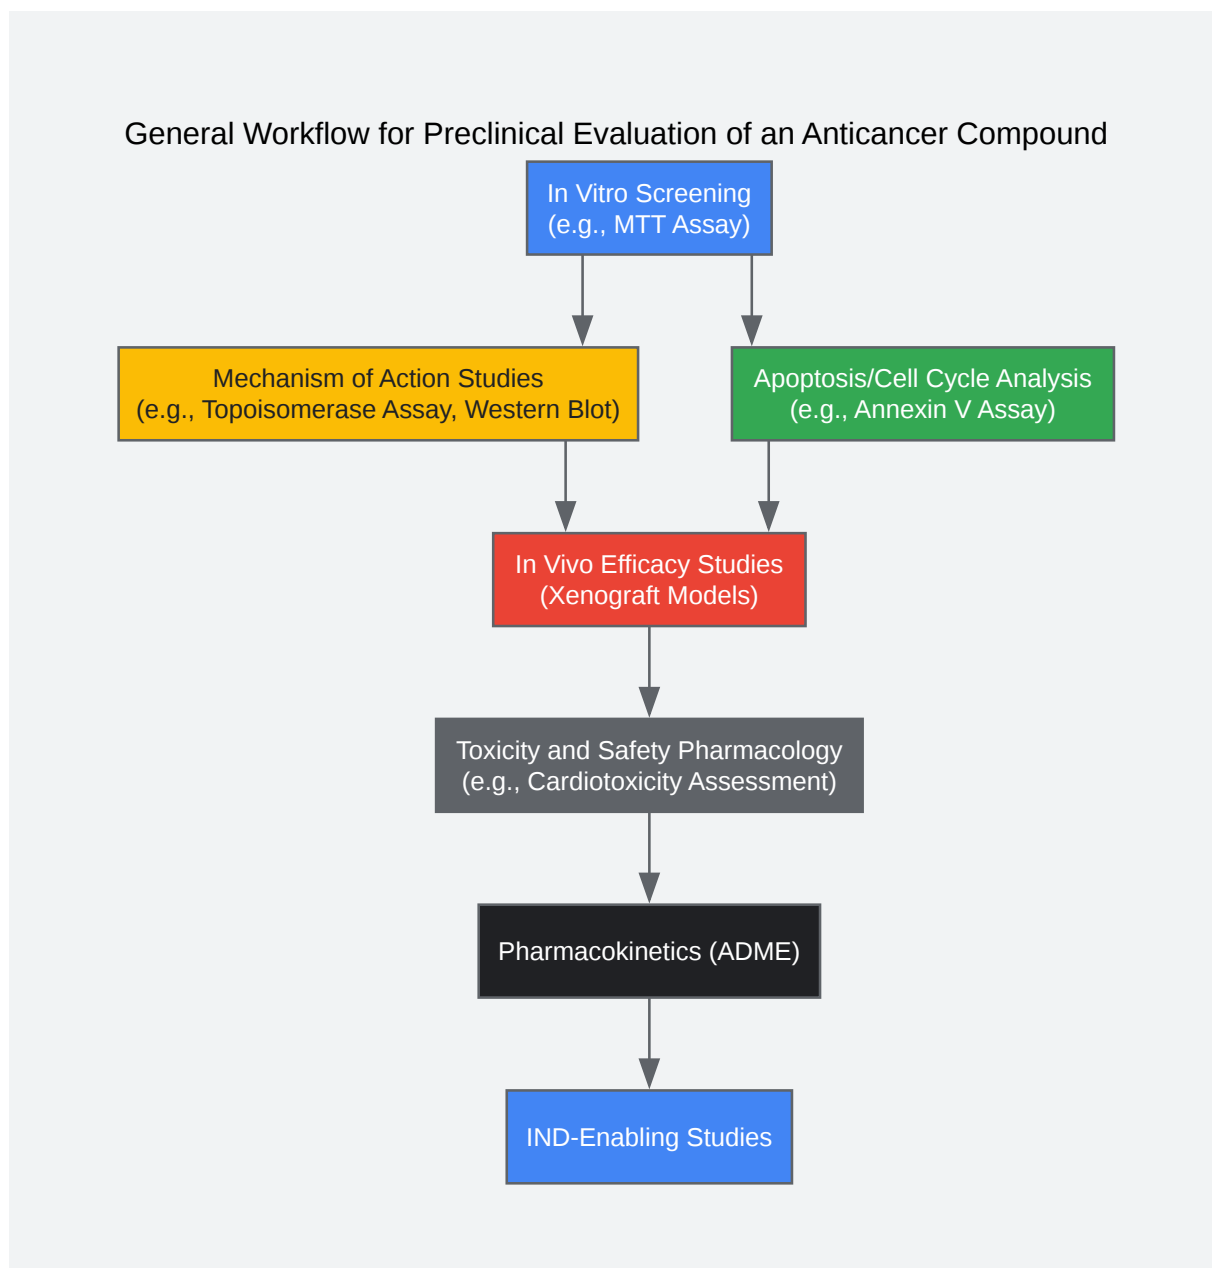 General Workflow for Preclinical Evaluation of an Anticancer Compound
In Vitro Screening
(e.g., MTT Assay)
Mechanism of Action Studies
(e.g., Topoisomerase Assay, Western Blot)
Apoptosis/Cell Cycle Analysis
(e.g., Annexin V Assay)
In Vivo Efficacy Studies
(Xenograft Models)
Toxicity and Safety Pharmacology
(e.g., Cardiotoxicity Assessment)
Pharmacokinetics (ADME)
IND-Enabling Studies